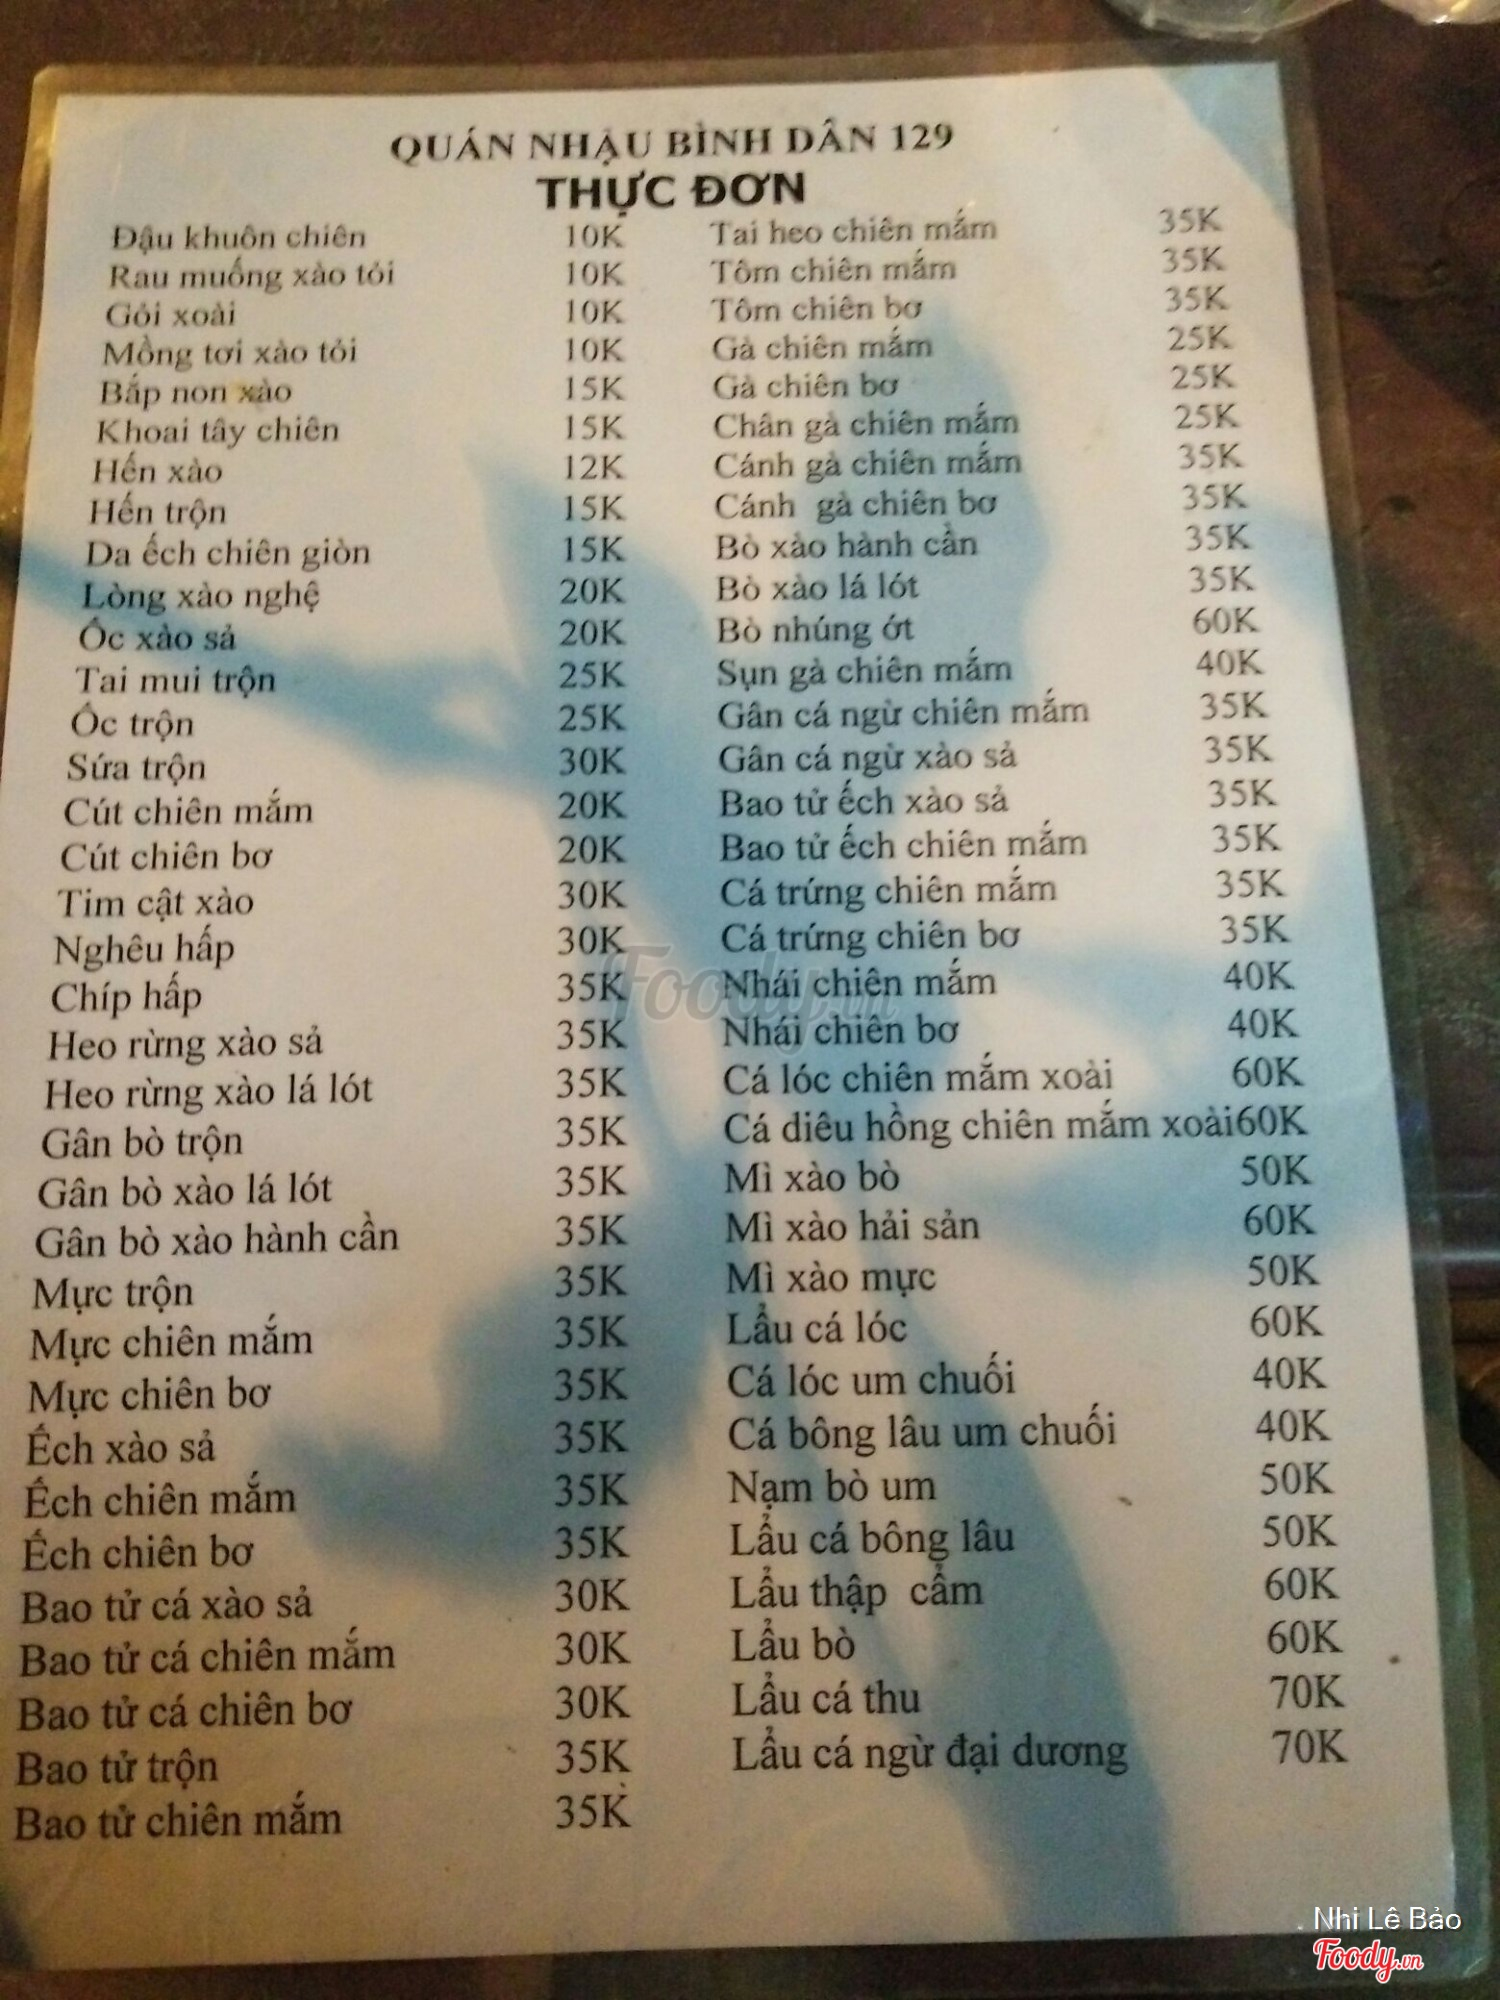 QUÁN NHẬU BÌNH DÂN 129
THỰC ĐƠN
Đậu khuôn chiên 10K
Rau muống xào tỏi 10K
Gỏi xoài 10K
Mồng tơi xào tỏi 10K
Bắp non xào 15K
Khoai tây chiên 15K
Hến xào 12K
Hến trộn 15K
Da ếch chiên giòn 15K
Lòng xào nghệ 20K
Ốc xào sả 20K
Tai mui trộn 25K
Ốc trộn 25K
Sứa trộn 30K
Cút chiên mắm 20K
Cút chiên bơ 20K
Tim cật xào 30K
Nghêu hấp 30K
Chíp hấp 35K
Heo rừng xào sả 35K
Heo rừng xào lá lót 35K
Gân bò trộn 35K
Gân bò xào lá lót 35K
Gân bò xào hành cần 35K
Mực trộn 35K
Mực chiên mắm 35K
Mực chiên bơ 35K
Ếch xào sả 35K
Ếch chiên mắm 35K
Ếch chiên bơ 35K
Bao tử cá xào sả 30K
Bao tử cá chiên mắm 30K
Bao tử cá chiên bơ 30K
Bao tử trộn 35K
Bao tử chiên mắm 35K
Tai heo chiên mắm 35K
Tôm chiên mắm 35K
Tôm chiên bơ 35K
Gà chiên mắm 25K
Gà chiên bơ 25K
Chân gà chiên mắm 25K
Cánh gà chiên mắm 35K
Cánh gà chiên bơ 35K
Bò xào hành cần 35K
Bò xào lá lót 35K
Bò nhúng ớt 60K
Sụn gà chiên mắm 40K
Gân cá ngừ chiên mắm 35K
Gân cá ngừ xào sả 35K
Bao tử ếch xào sả 35K
Bao tử ếch chiên mắm 35K
Cá trứng chiên mắm 35K
Cá trứng chiên bơ 35K
Nhái chiên mắm 40K
Nhái chiên bơ 40K
Cá lóc chiên mắm xoài 60K
Cá diêu hồng chiên mắm xoài60K
Mì xào bò 50K
Mì xào hải sản 60K
Mì xào mực 50K
Lẩu cá lóc 60K
Cá lóc um chuối 40K
Cá bông lâu um chuối 40K
Nạm bò um 50K
Lẩu cá bông lâu 50K
Lẩu thập cẩm 60K
Lẩu bò 60K
Lẩu cá thu 70K
Lẩu cá ngừ đại dương 70K
Foody.vn
Nhi Lê Bảo
Foody.vn